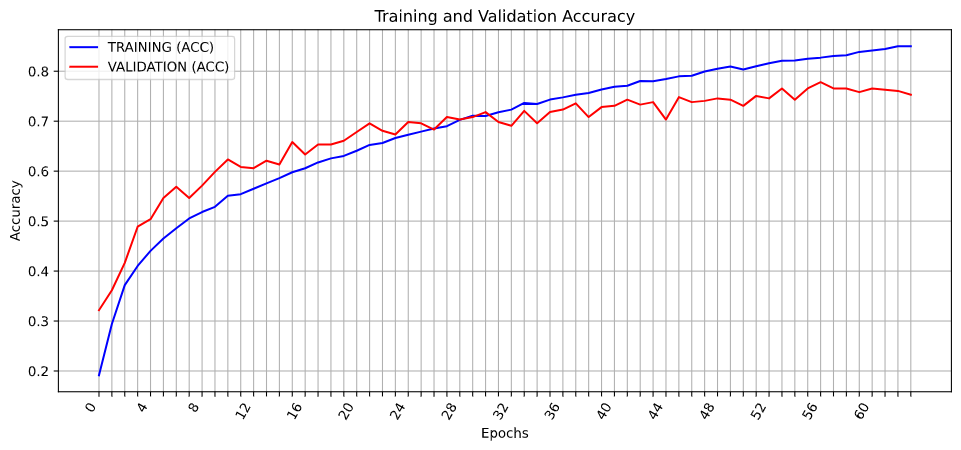 Training and Validation Accuracy
TRAINING (ACC)
VALIDATION (ACC)
Accuracy
0.8
0.7
0.6
0.5
0.4
0.3
0.2
0 4 8 12 16 20 24 28 32 36 40 44 48 52 56 60
Epochs